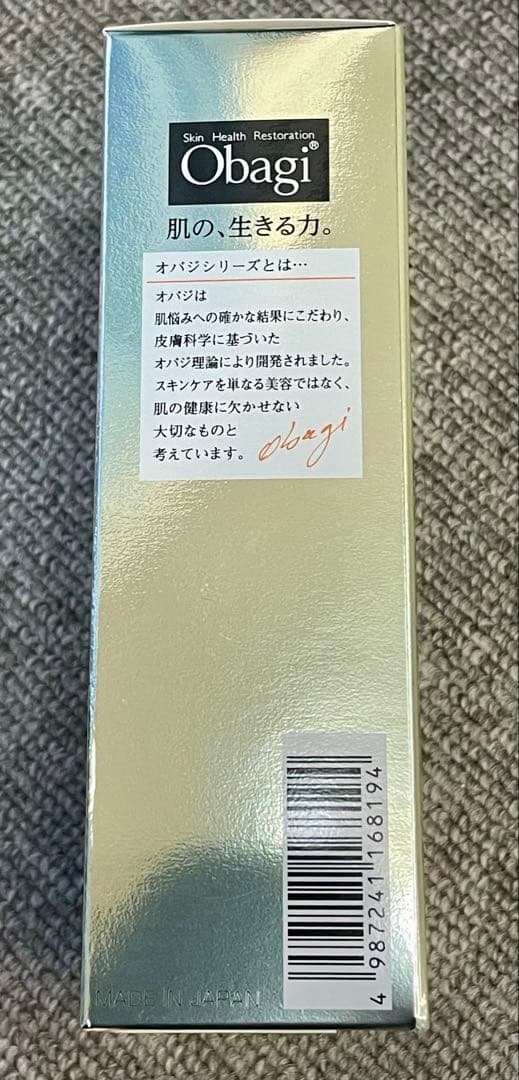 Skin Health Restoration
Obagi®
肌の、生きる力。
オバジシリーズとは…
オバジは
肌悩みへの確かな結果にこだわり、
皮膚科学に基づいた
オバジ理論により開発されました。
スキンケアを単なる美容ではなく、
肌の健康に欠かせない
大切なものと
考えています。
Obagi
4987241168194
MADE IN JAPAN